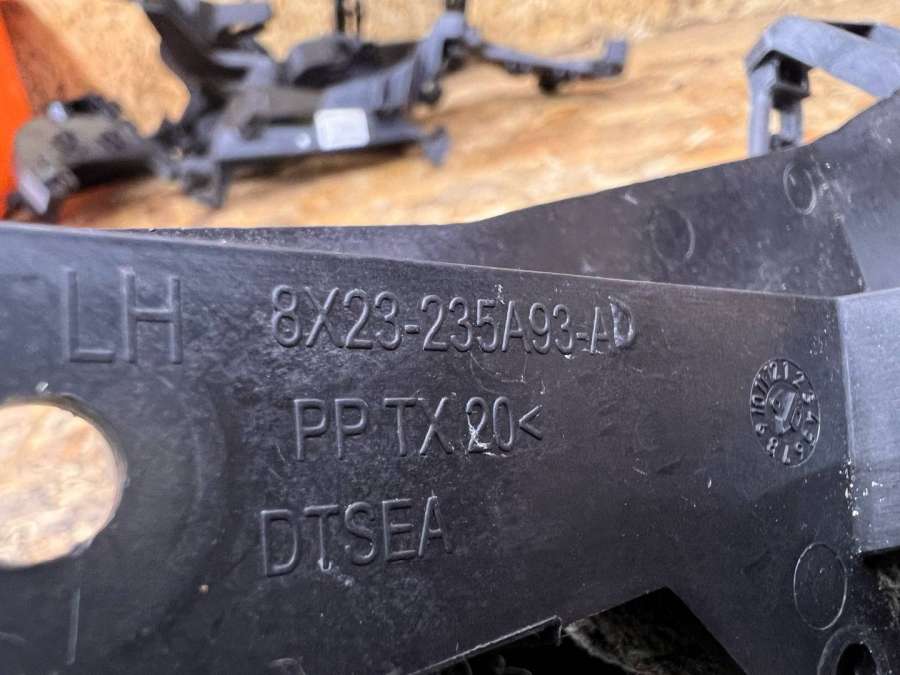 LH 8X23-235A93-AD
PP TX 20<
DTSEA